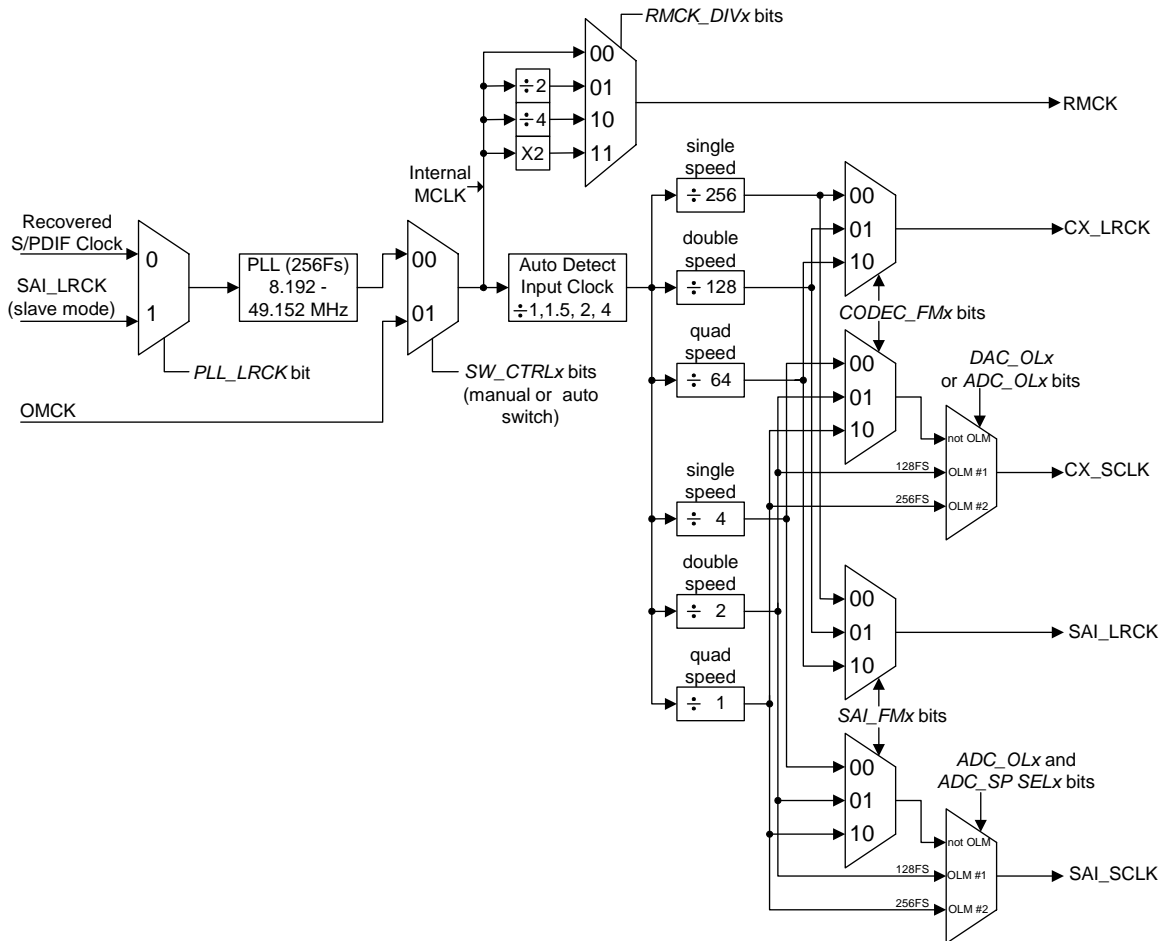 RMCK_DIVx bits
00
÷2
01
÷4
10
X2
11
RMCK
Internal
MCLK
Recovered
S/PDIF Clock
SAI_LRCK
(slave mode)
0
1
PLL_LRCK bit
PLL (256Fs)
8.192 -
49.152 MHz
OMCK
00
01
SW_CTRLx bits
(manual or auto
switch)
Auto Detect
Input Clock
÷1,1.5, 2, 4
single
speed
÷ 256
double
speed
÷ 128
quad
speed
÷ 64
single
speed
÷ 4
double
speed
÷ 2
quad
speed
÷ 1
00
01
10
CX_LRCK
CODEC_FMx bits
00
01
10
DAC_OLx
or ADC_OLx bits
not OLM
128FS
OLM #1
256FS
OLM #2
CX_SCLK
00
01
10
SAI_LRCK
SAI_FMx bits
00
01
10
ADC_OLx and
ADC_SP SELx bits
not OLM
128FS
OLM #1
256FS
OLM #2
SAI_SCLK